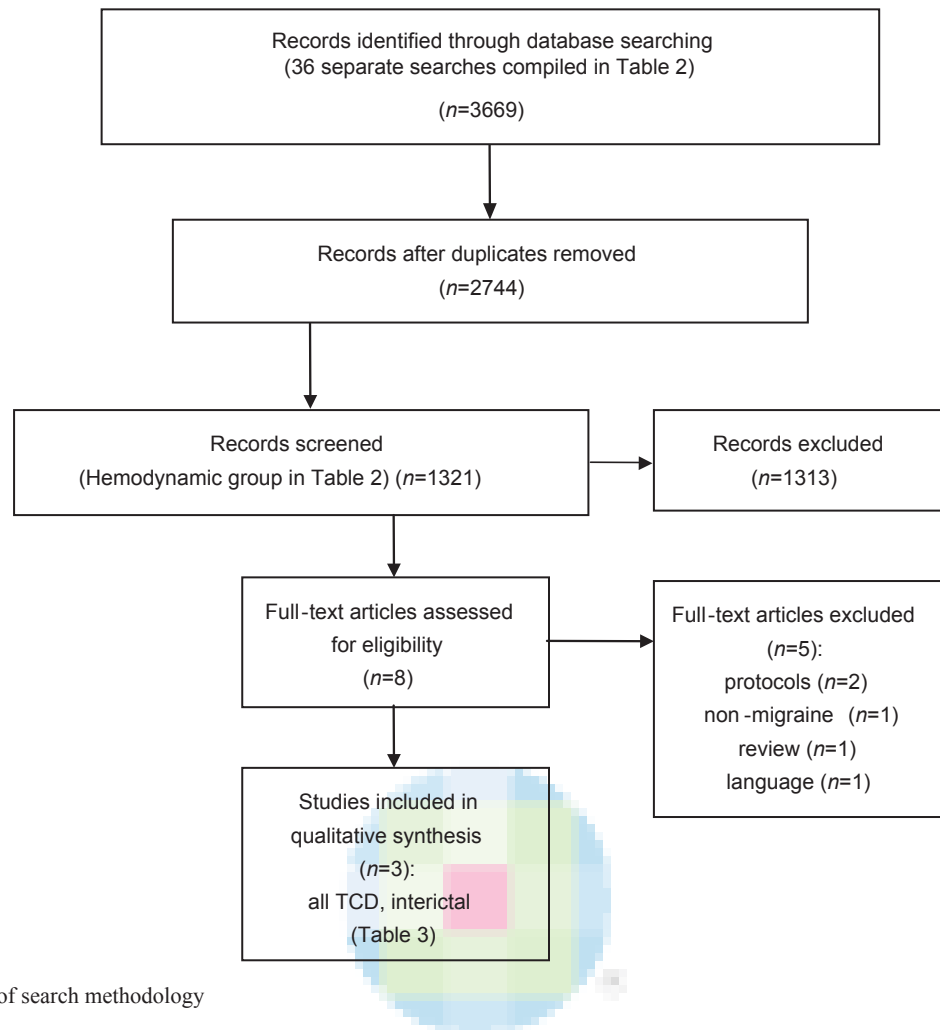 Records identified through database searching
(36 separate searches compiled in Table 2)
(n=3669)
Records after duplicates removed
(n=2744)
Records screened
(Hemodynamic group in Table 2) (n=1321)
Records excluded
(n=1313)
Full-text articles assessed
for eligibility
(n=8)
Full-text articles excluded
(n=5):
protocols (n=2)
non-migraine (n=1)
review (n=1)
language (n=1)
Studies included in
qualitative synthesis
(n=3):
all TCD, interictal
(Table 3)
of search methodology